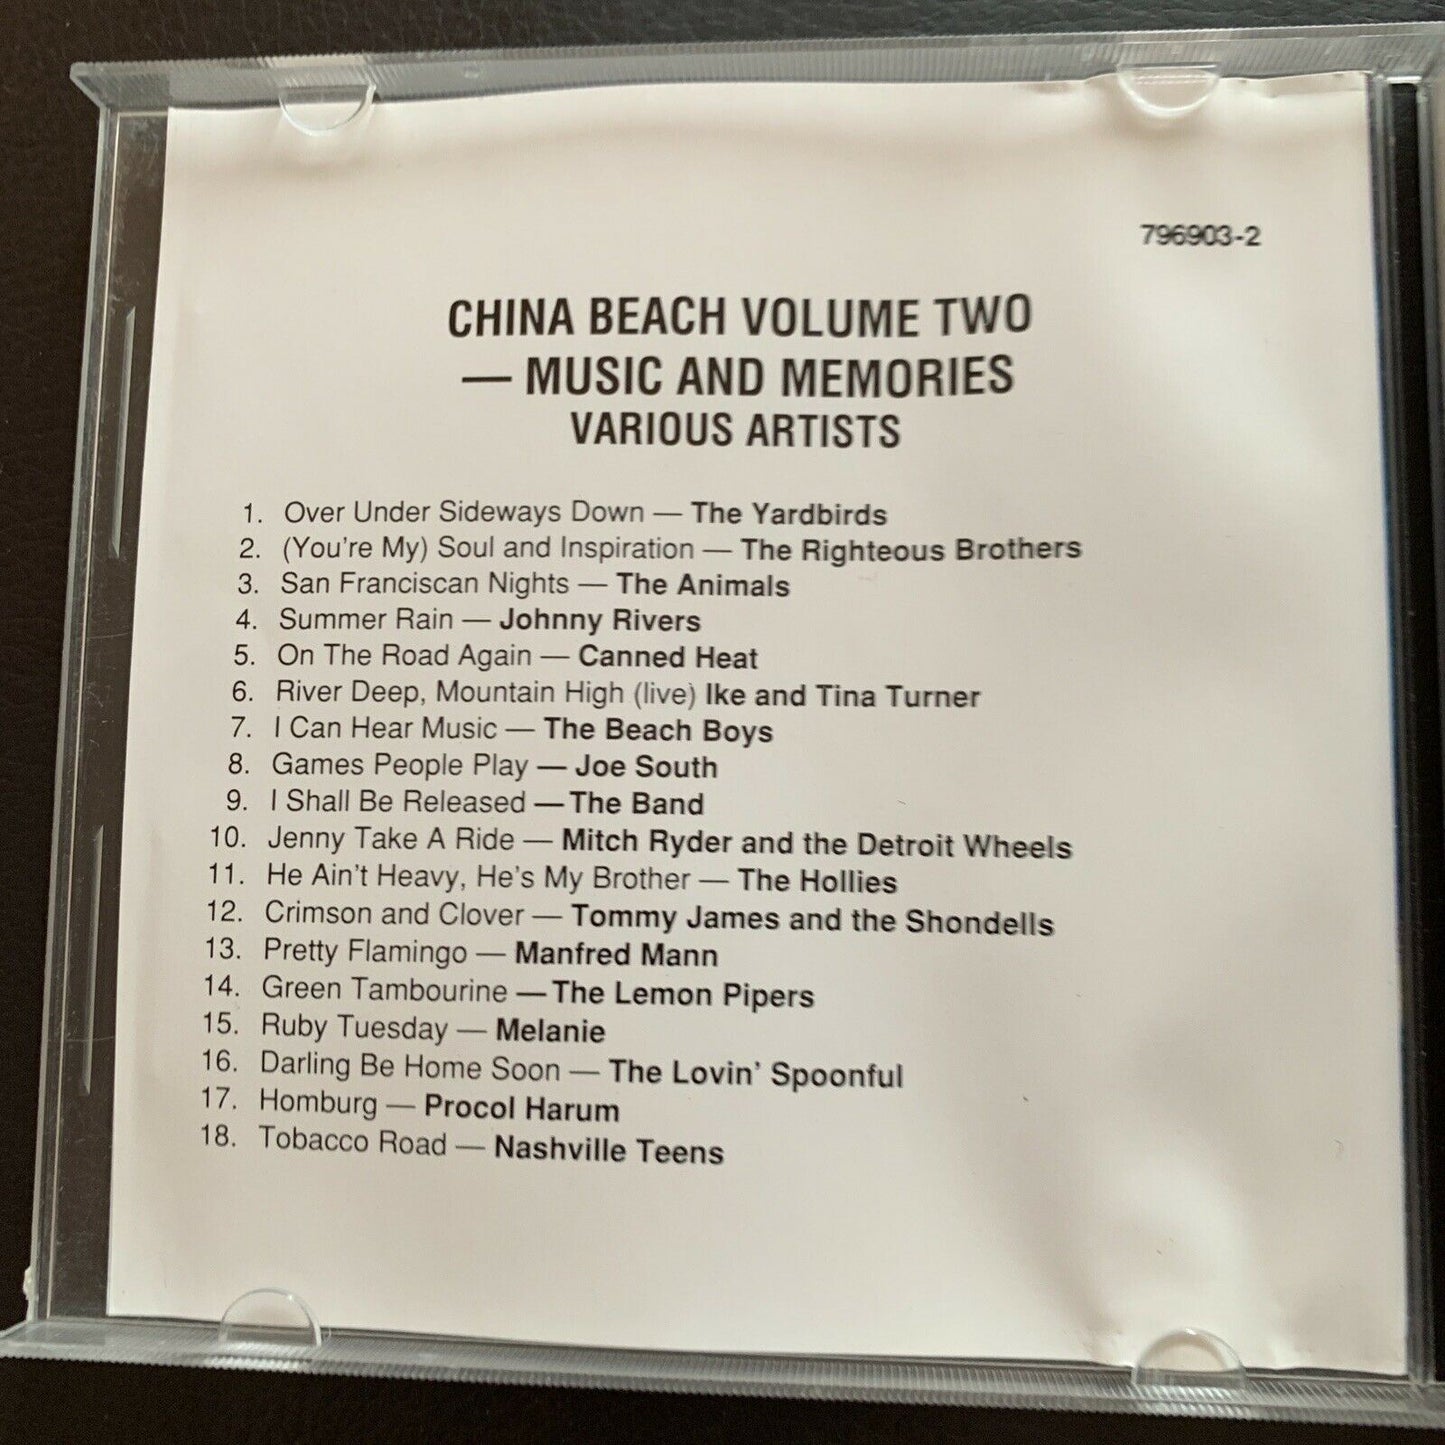 796903-2
CHINA BEACH VOLUME TWO
— MUSIC AND MEMORIES
VARIOUS ARTISTS
1. Over Under Sideways Down — The Yardbirds
2. (You're My) Soul and Inspiration — The Righteous Brothers
3. San Franciscan Nights — The Animals
4. Summer Rain — Johnny Rivers
5. On The Road Again — Canned Heat
6. River Deep, Mountain High (live) Ike and Tina Turner
7. I Can Hear Music — The Beach Boys
8. Games People Play — Joe South
9. I Shall Be Released — The Band
10. Jenny Take A Ride — Mitch Ryder and the Detroit Wheels
11. He Ain't Heavy, He's My Brother — The Hollies
12. Crimson and Clover — Tommy James and the Shondells
13. Pretty Flamingo — Manfred Mann
14. Green Tambourine — The Lemon Pipers
15. Ruby Tuesday — Melanie
16. Darling Be Home Soon — The Lovin' Spoonful
17. Homburg — Procol Harum
18. Tobacco Road — Nashville Teens